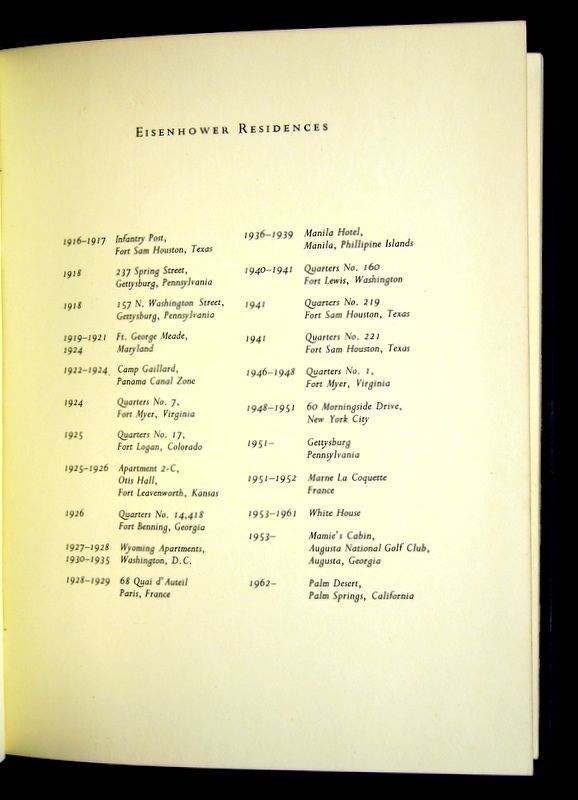 Eisenhower Residences
1916–1917 Infantry Post,
Fort Sam Houston, Texas
1918 237 Spring Street,
Gettysburg, Pennsylvania
1918 157 N. Washington Street,
Gettysburg, Pennsylvania
1919–1921 Ft. George Meade,
1924 Maryland
1922–1924 Camp Gaillard,
Panama Canal Zone
1924 Quarters No. 7,
Fort Myer, Virginia
1925 Quarters No. 17,
Fort Logan, Colorado
1925–1926 Apartment 2-C,
Otis Hall,
Fort Leavenworth, Kansas
1926 Quarters No. 14,418
Fort Benning, Georgia
1927–1928 Wyoming Apartments,
1930–1935 Washington, D.C.
1928–1929 68 Quai d'Auteil
Paris, France
1936–1939 Manila Hotel,
Manila, Phillipine Islands
1940–1941 Quarters No. 160
Fort Lewis, Washington
1941 Quarters No. 219
Fort Sam Houston, Texas
1941 Quarters No. 221
Fort Sam Houston, Texas
1946–1948 Quarters No. 1,
Fort Myer, Virginia
1948–1951 60 Morningside Drive,
New York City
1951– Gettysburg
Pennsylvania
1951–1952 Marne La Coquette
France
1953–1961 White House
1953– Mamie's Cabin,
Augusta National Golf Club,
Augusta, Georgia
1962– Palm Desert,
Palm Springs, California